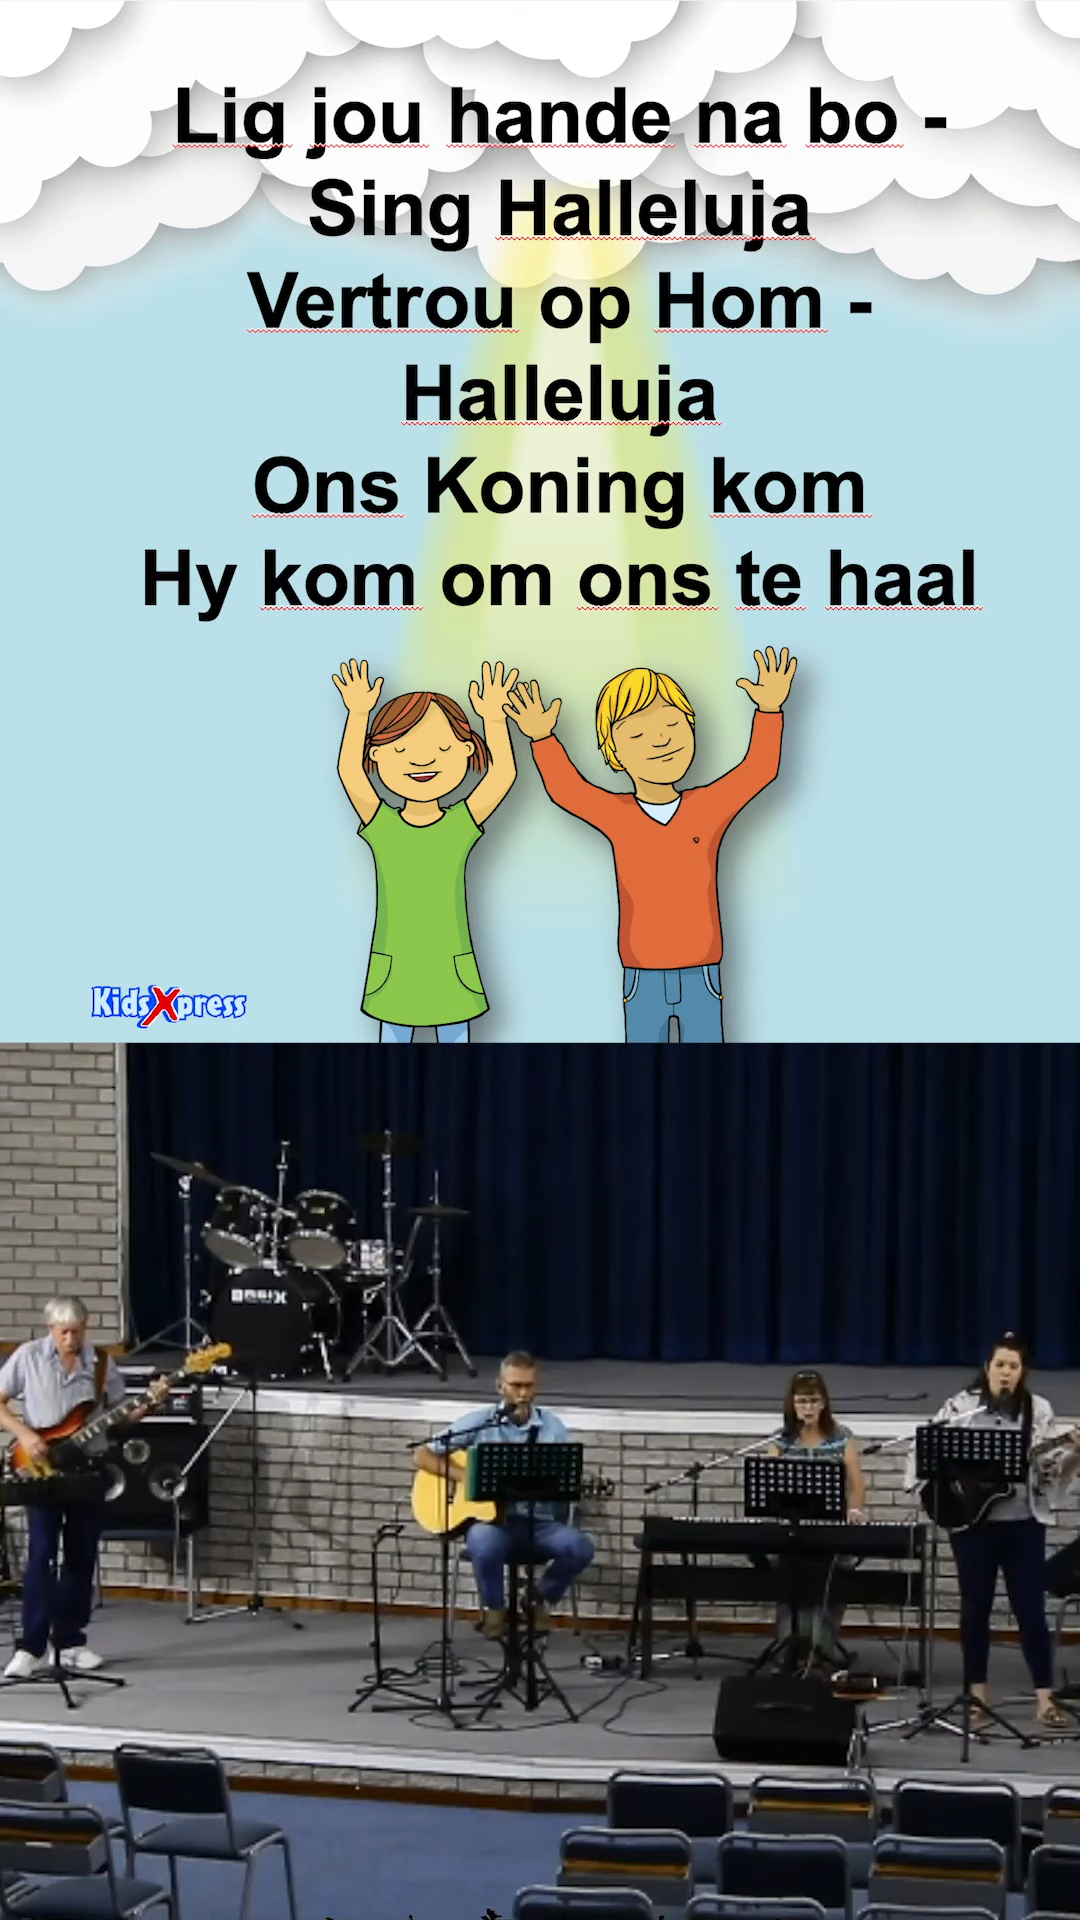 Lig jou hande na bo -
Sing Halleluja
Vertrou op Hom -
Halleluja
Ons Koning kom
Hy kom om ons te haal
KidsXpress